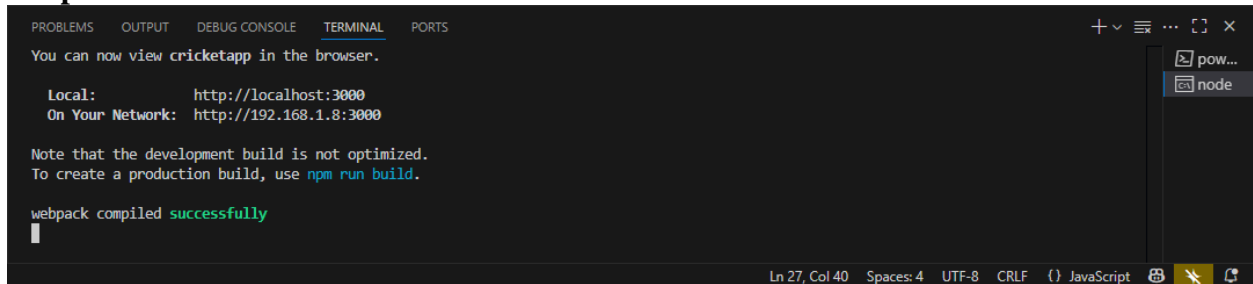 PROBLEMS OUTPUT DEBUG CONSOLE TERMINAL PORTS
You can now view cricketapp in the browser.
pow...
Local: http://localhost:3000
node
On Your Network: http://192.168.1.8:3000
Note that the development build is not optimized.
To create a production build, use npm run build.
webpack compiled successfully
Ln 27, Col 40 Spaces: 4 UTF-8 CRLF {} JavaScript